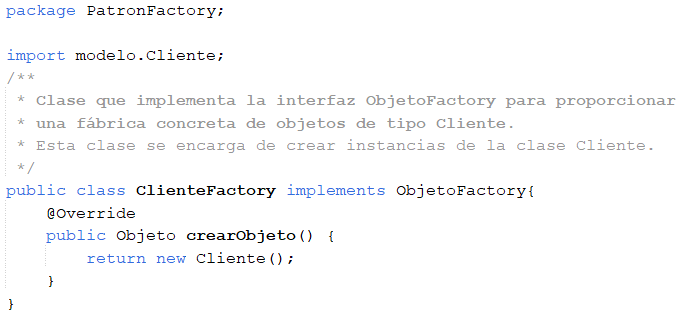 package PatronFactory;

import modelo.Cliente;
/**
 * Clase que implementa la interfaz ObjetoFactory para proporcionar
 * una fábrica concreta de objetos de tipo Cliente.
 * Esta clase se encarga de crear instancias de la clase Cliente.
 */
public class ClienteFactory implements ObjetoFactory{
    @Override
    public Objeto crearObjeto() {
        return new Cliente();
    }
}